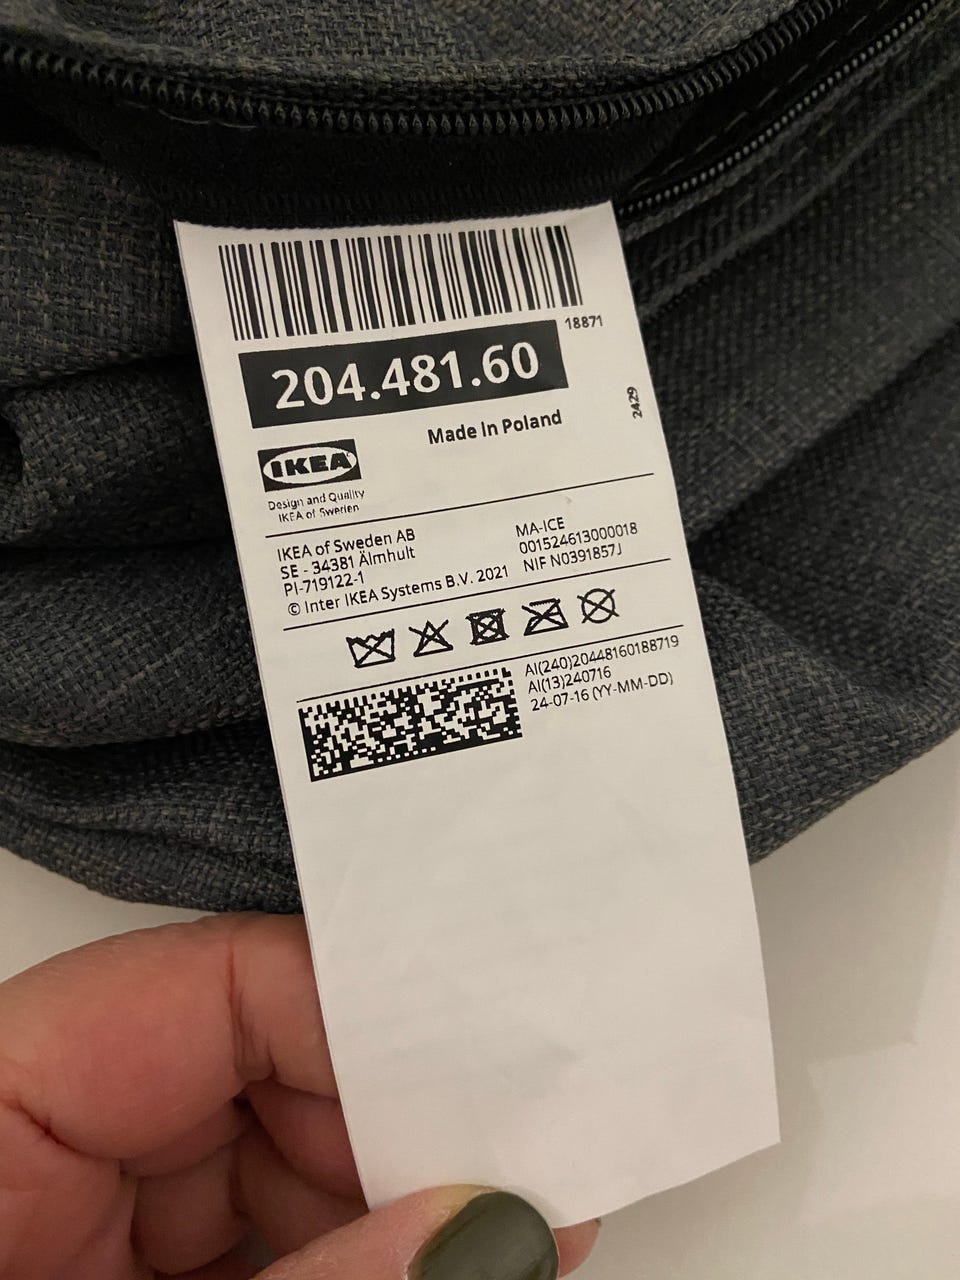 18871
204.481.60
2429
Made in Poland
IKEA
Design and Quality
IKEA of Sweden
IKEA of Sweden AB
SE - 34381 Älmhult
PI-719122-1
© Inter IKEA Systems B.V. 2021
MA-ICE
001524613000018
NIF N0391857J
AI(240)20448160188719
AI(13)240716
24-07-16 (YY-MM-DD)